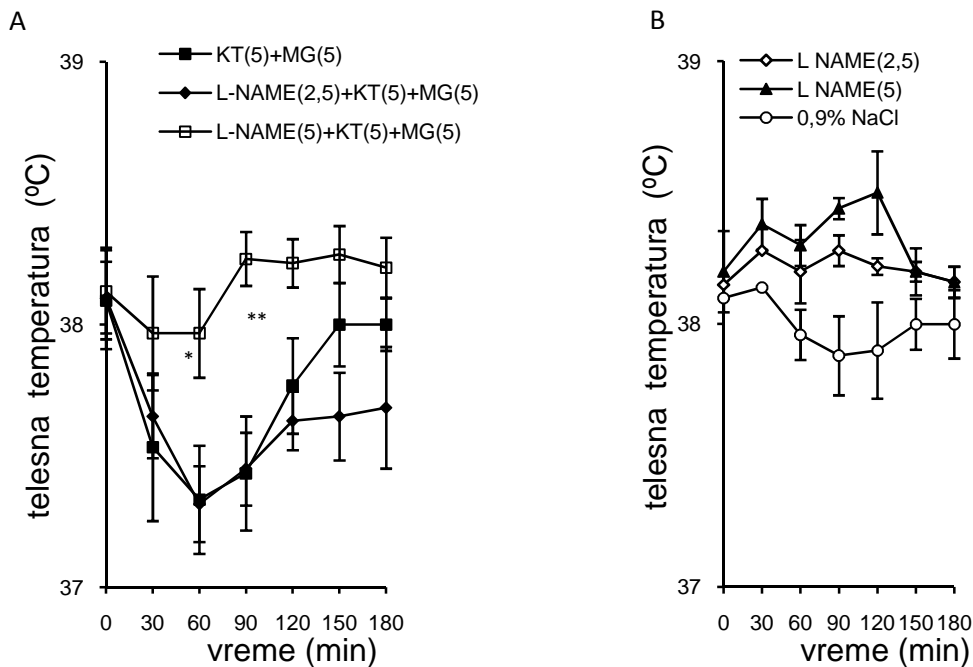 A
KT(5)+MG(5)
L-NAME(2,5)+KT(5)+MG(5)
L-NAME(5)+KT(5)+MG(5)
39
38
37
telesna temperatura (ºC)
*
**
0 30 60 90 120 150 180
vreme (min)
B
L NAME(2,5)
L NAME(5)
0,9% NaCl
39
38
37
telesna temperatura (ºC)
0 30 60 90 120 150 180
vreme (min)